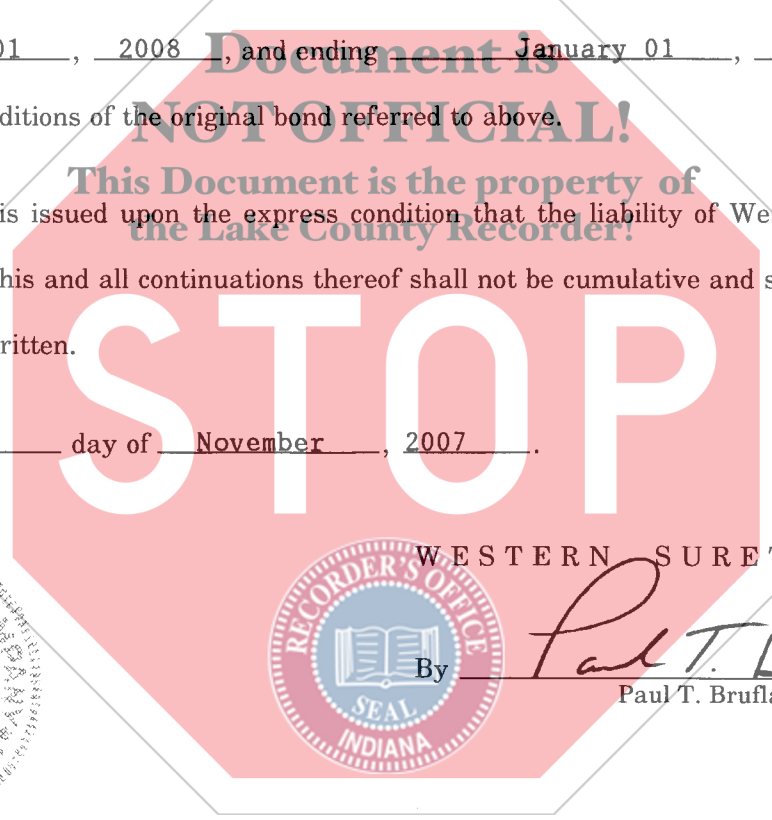 01 , 2008 , and ending January 01 ,
Document is
ditions of the original bond referred to above.
NOT OFFICIAL!
This Document is the property of
is issued upon the express condition that the liability of We
the Lake County Recorder!
his and all continuations thereof shall not be cumulative and s
STOP
ritten.
day of November , 2007 .
WESTERN SURET
RECORDER'S OFFICE
SEAL
INDIANA
By Paul T. B
Paul T. Brufla